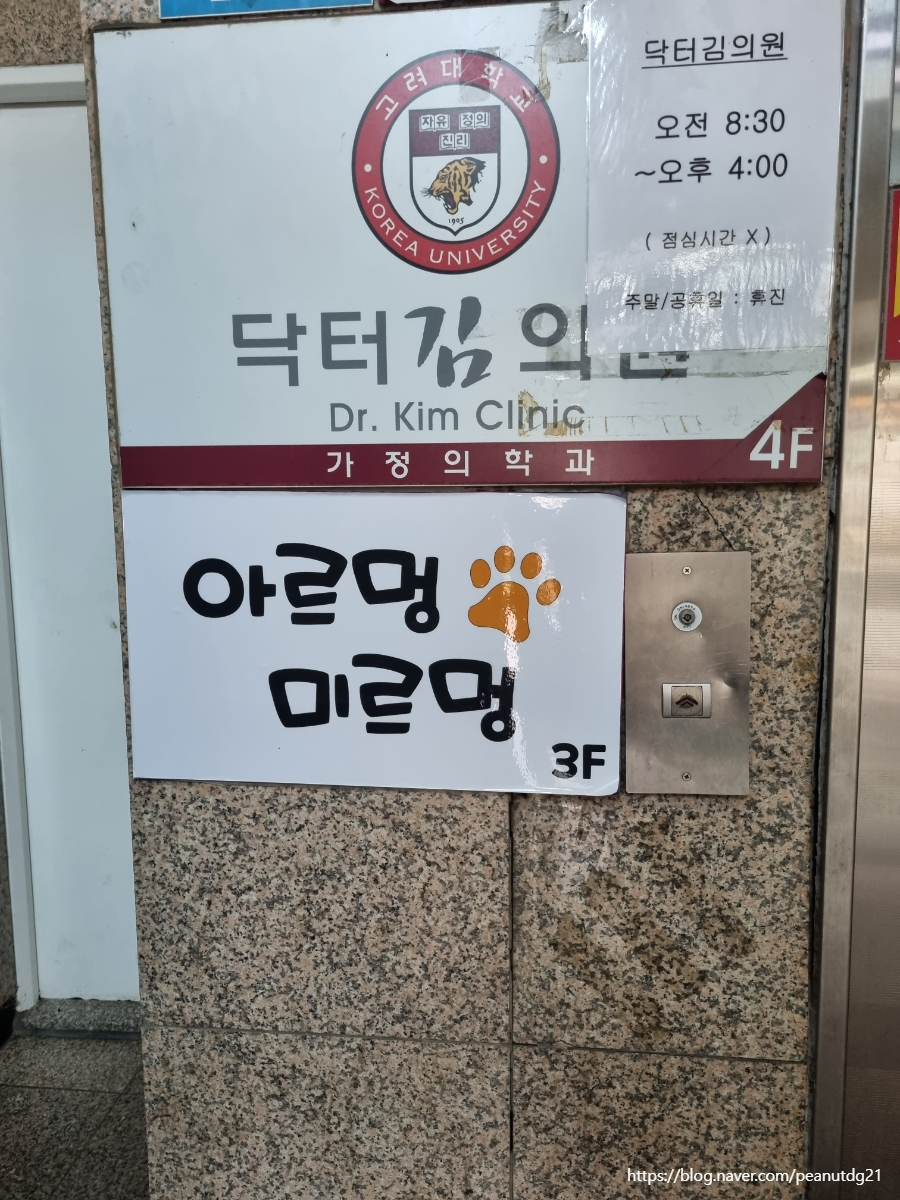 고려대학교
자유 정의
진리
1905
KOREA UNIVERSITY
닥터김의원
Dr. Kim Clinic
가정의학과
4F
닥터김의원
오전 8:30
~오후 4:00
( 점심시간 X )
주말/공휴일 : 휴진
아르멍
미르멍
3F
https://blog.naver.com/peanutdg21